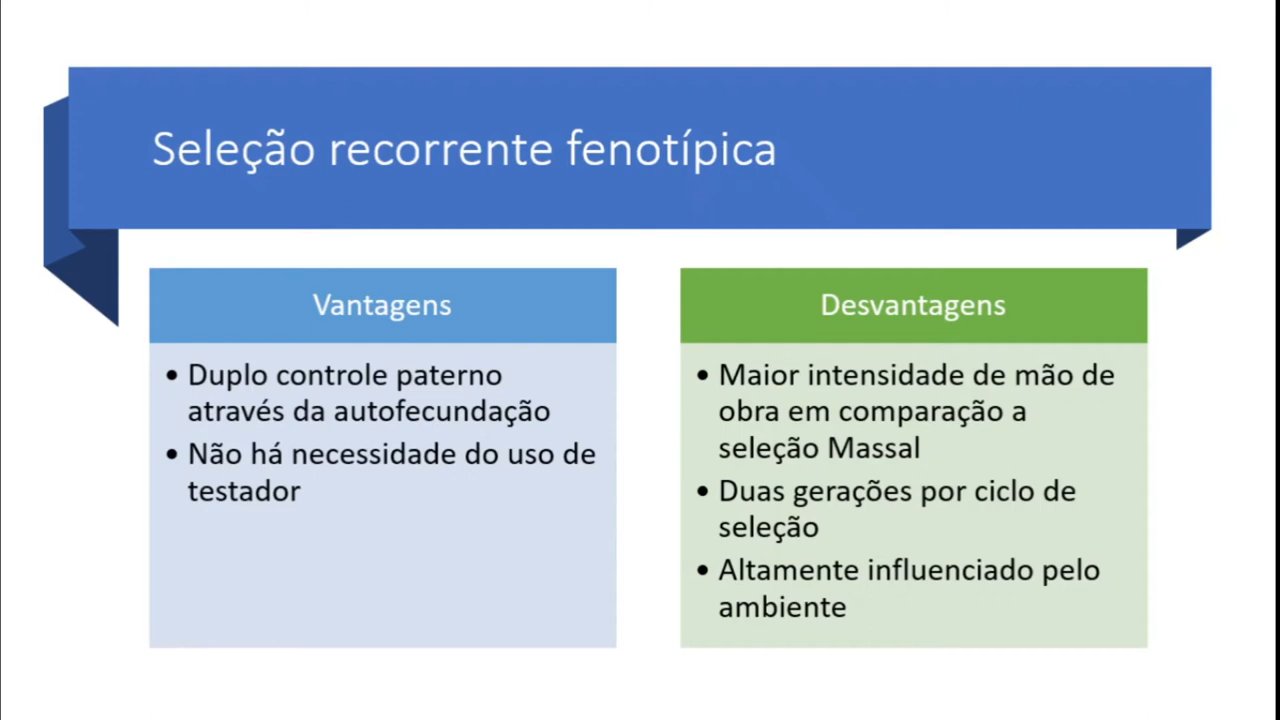 Seleção recorrente fenotípica
Vantagens
• Duplo controle paterno
através da autofecundação
• Não há necessidade do uso de
testador
Desvantagens
• Maior intensidade de mão de
obra em comparação a
seleção Massal
• Duas gerações por ciclo de
seleção
• Altamente influenciado pelo
ambiente